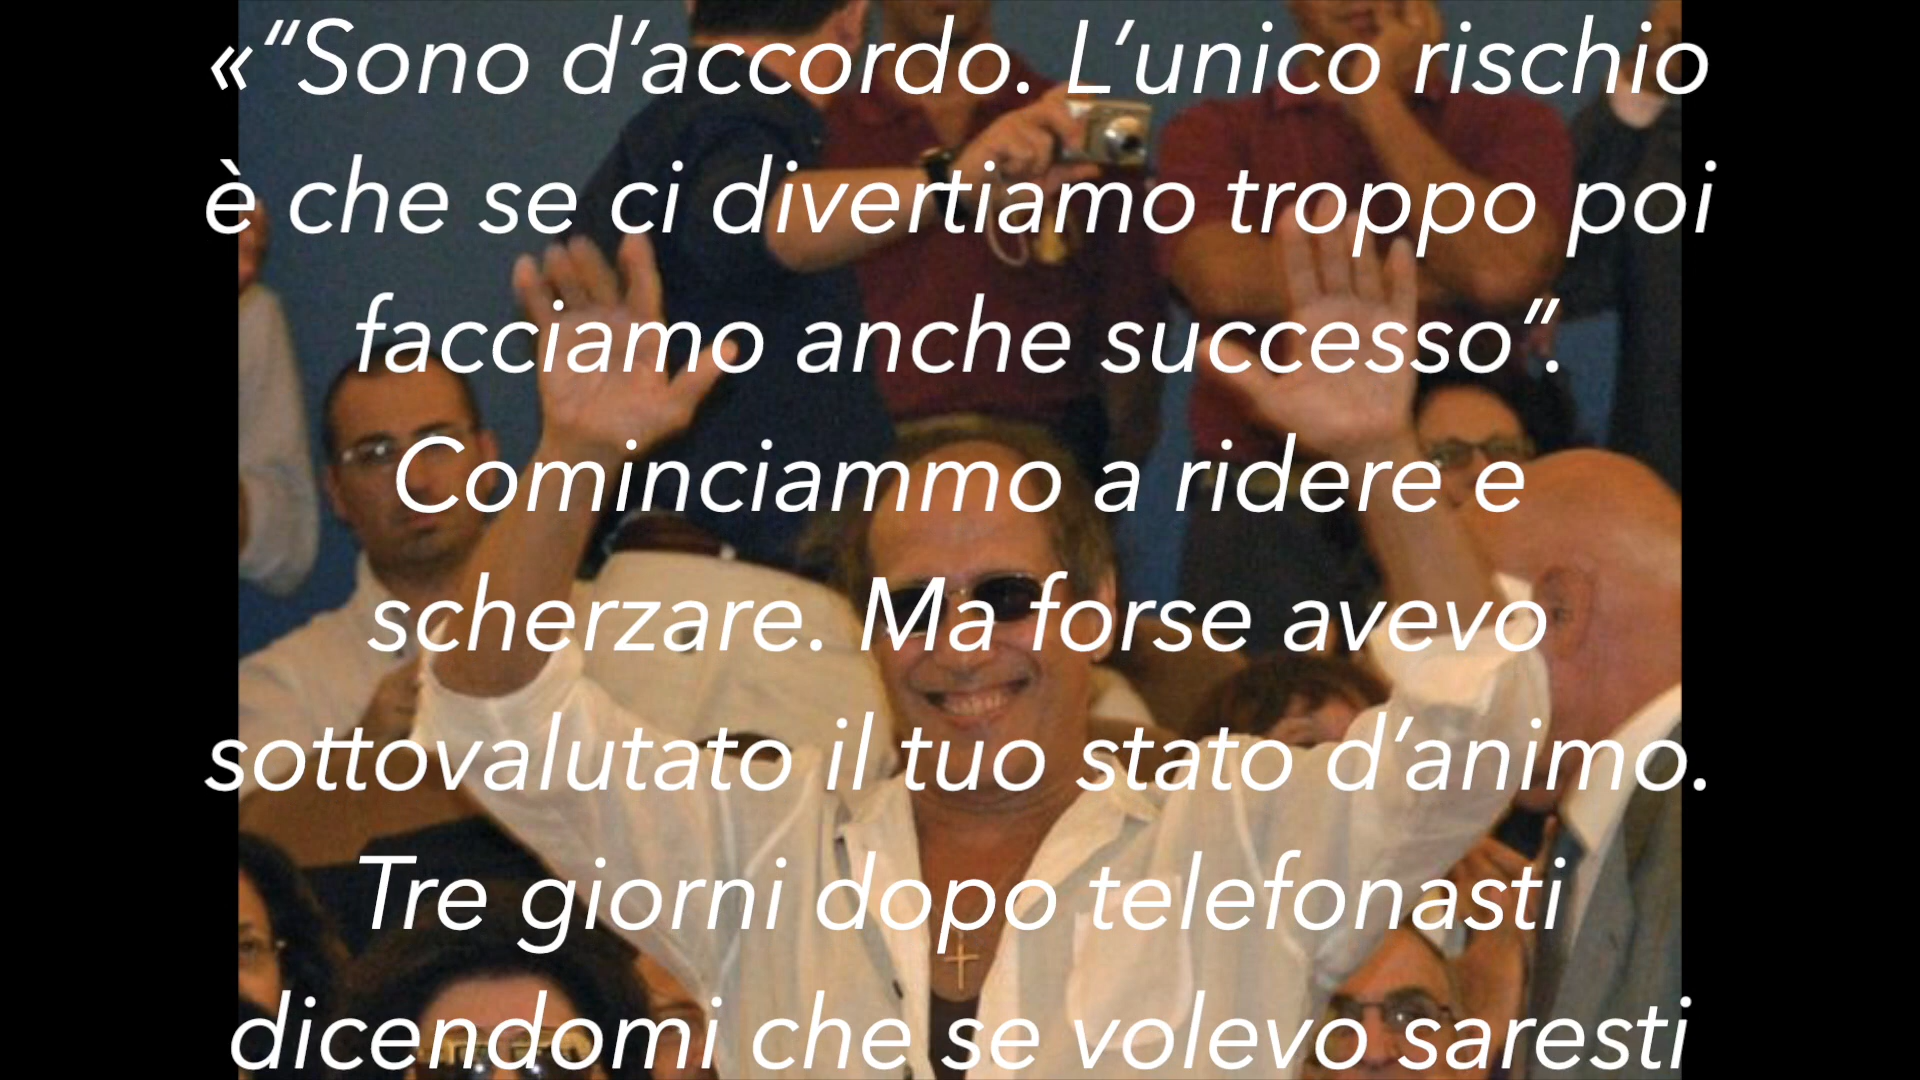 «“Sono d’accordo. L’unico rischio
è che se ci divertiamo troppo poi
facciamo anche successo”.
Cominciammo a ridere e
scherzare. Ma forse avevo
sottovalutato il tuo stato d’animo.
Tre giorni dopo telefonasti
dicendomi che se volevo saresti